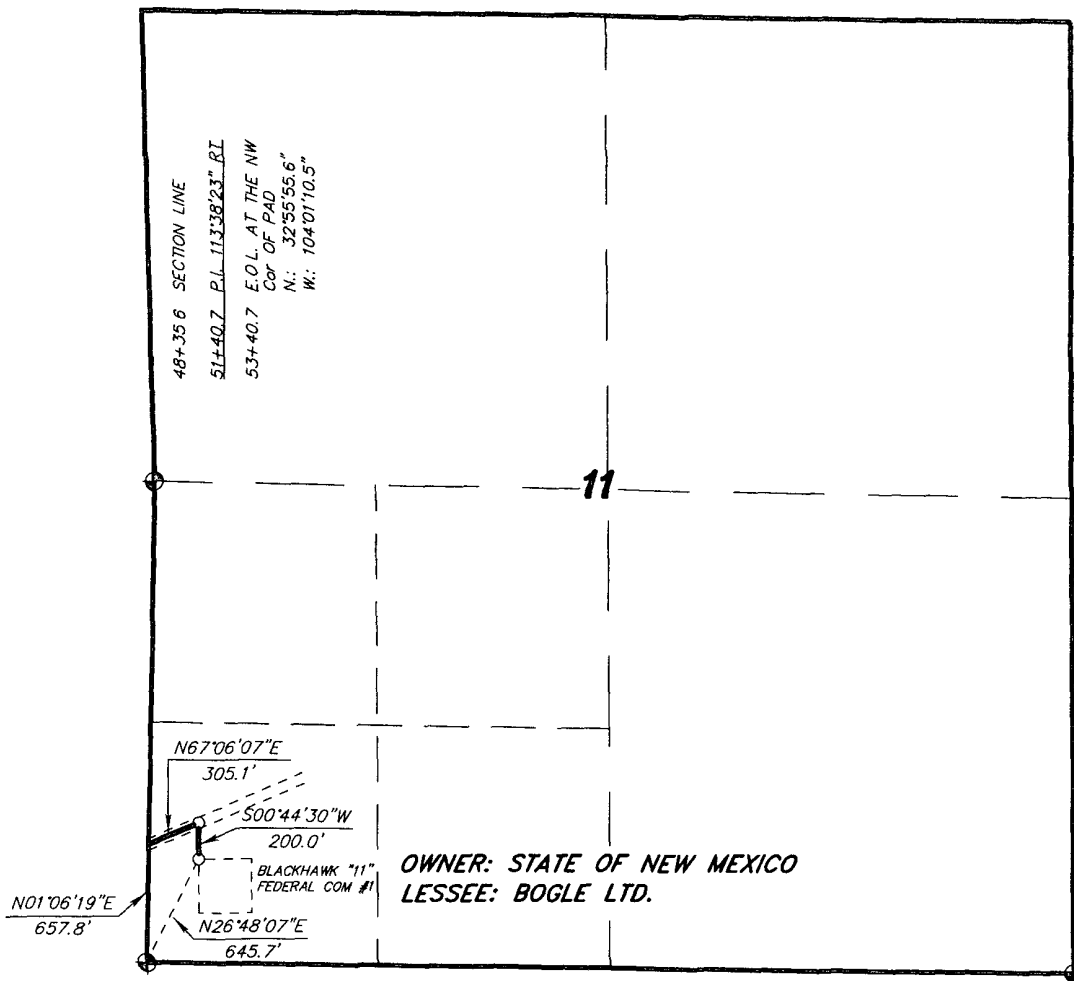 48+35 6 SECTION LINE
51+40.7 P.I. 113°38'23" RT
53+40.7 E.O.L. AT THE NW
Cor OF PAD
N.: 32°55'55.6"
W.: 104°01'10.5"
11
N67°06'07"E
305.1'
S00°44'30"W
200.0'
BLACKHAWK "11"
FEDERAL COM #1
OWNER: STATE OF NEW MEXICO
LESSEE: BOGLE LTD.
N01°06'19"E
657.8'
N26°48'07"E
645.7'